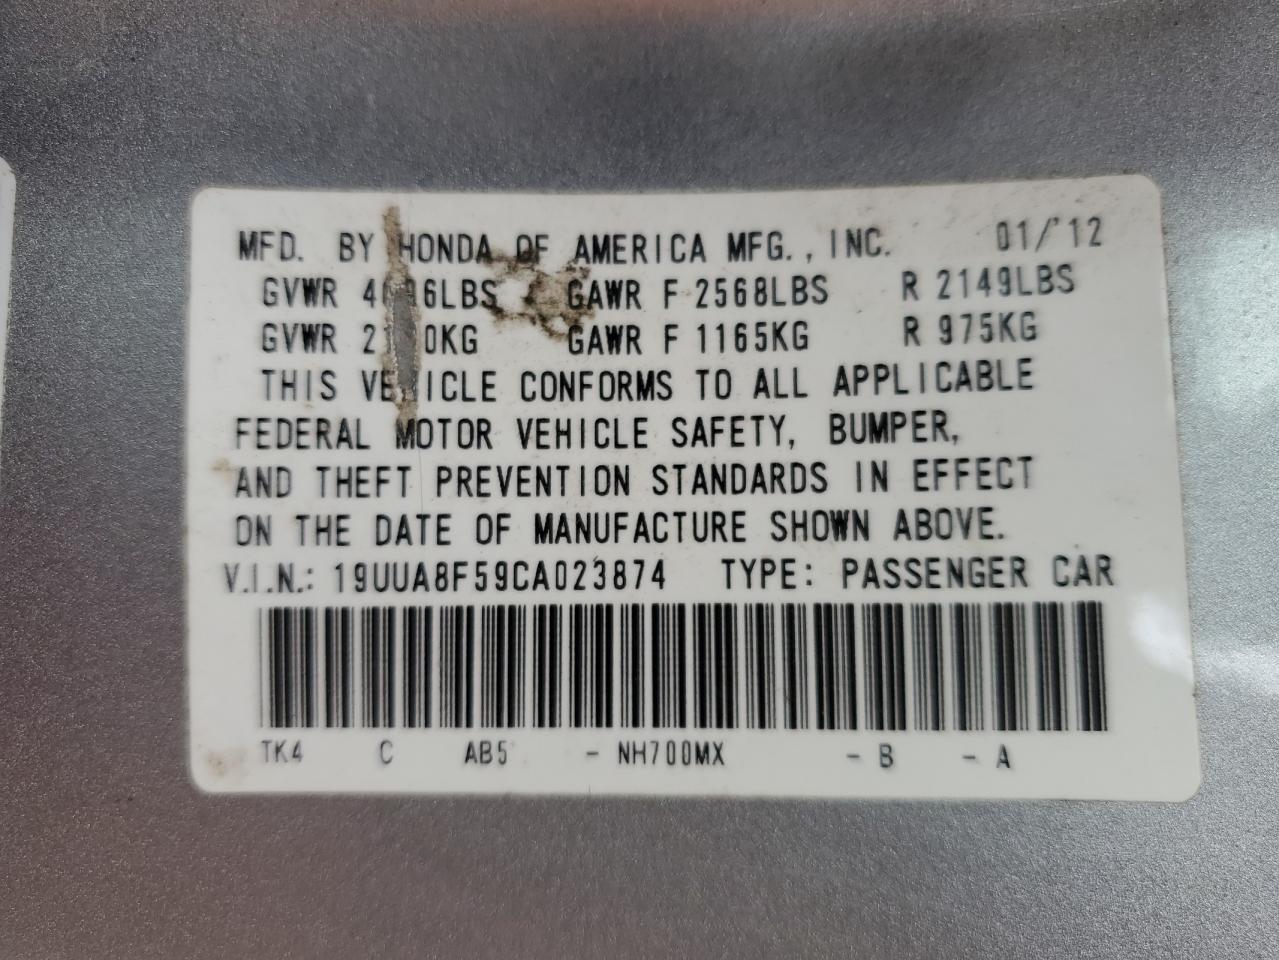 MFD. BY HONDA OF AMERICA MFG., INC. 01/'12
GVWR GAWR F 2568LBS R 2149LBS
GVWR GAWR F 1165KG R 975KG
THIS VEHICLE CONFORMS TO ALL APPLICABLE
FEDERAL MOTOR VEHICLE SAFETY, BUMPER,
AND THEFT PREVENTION STANDARDS IN EFFECT
ON THE DATE OF MANUFACTURE SHOWN ABOVE.
V.I.N.: 19UUA8F59CA023874 TYPE: PASSENGER CAR
TK4 C AB5 - NH700MX - B - A